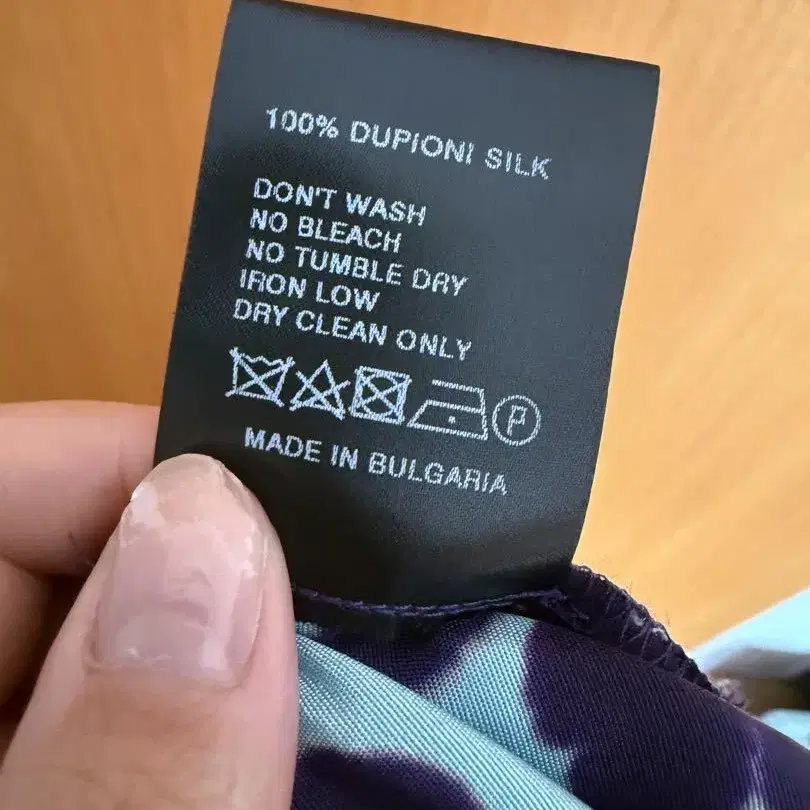 100% DUPIONI SILK
DON'T WASH
NO BLEACH
NO TUMBLE DRY
IRON LOW
DRY CLEAN ONLY
P
MADE IN BULGARIA